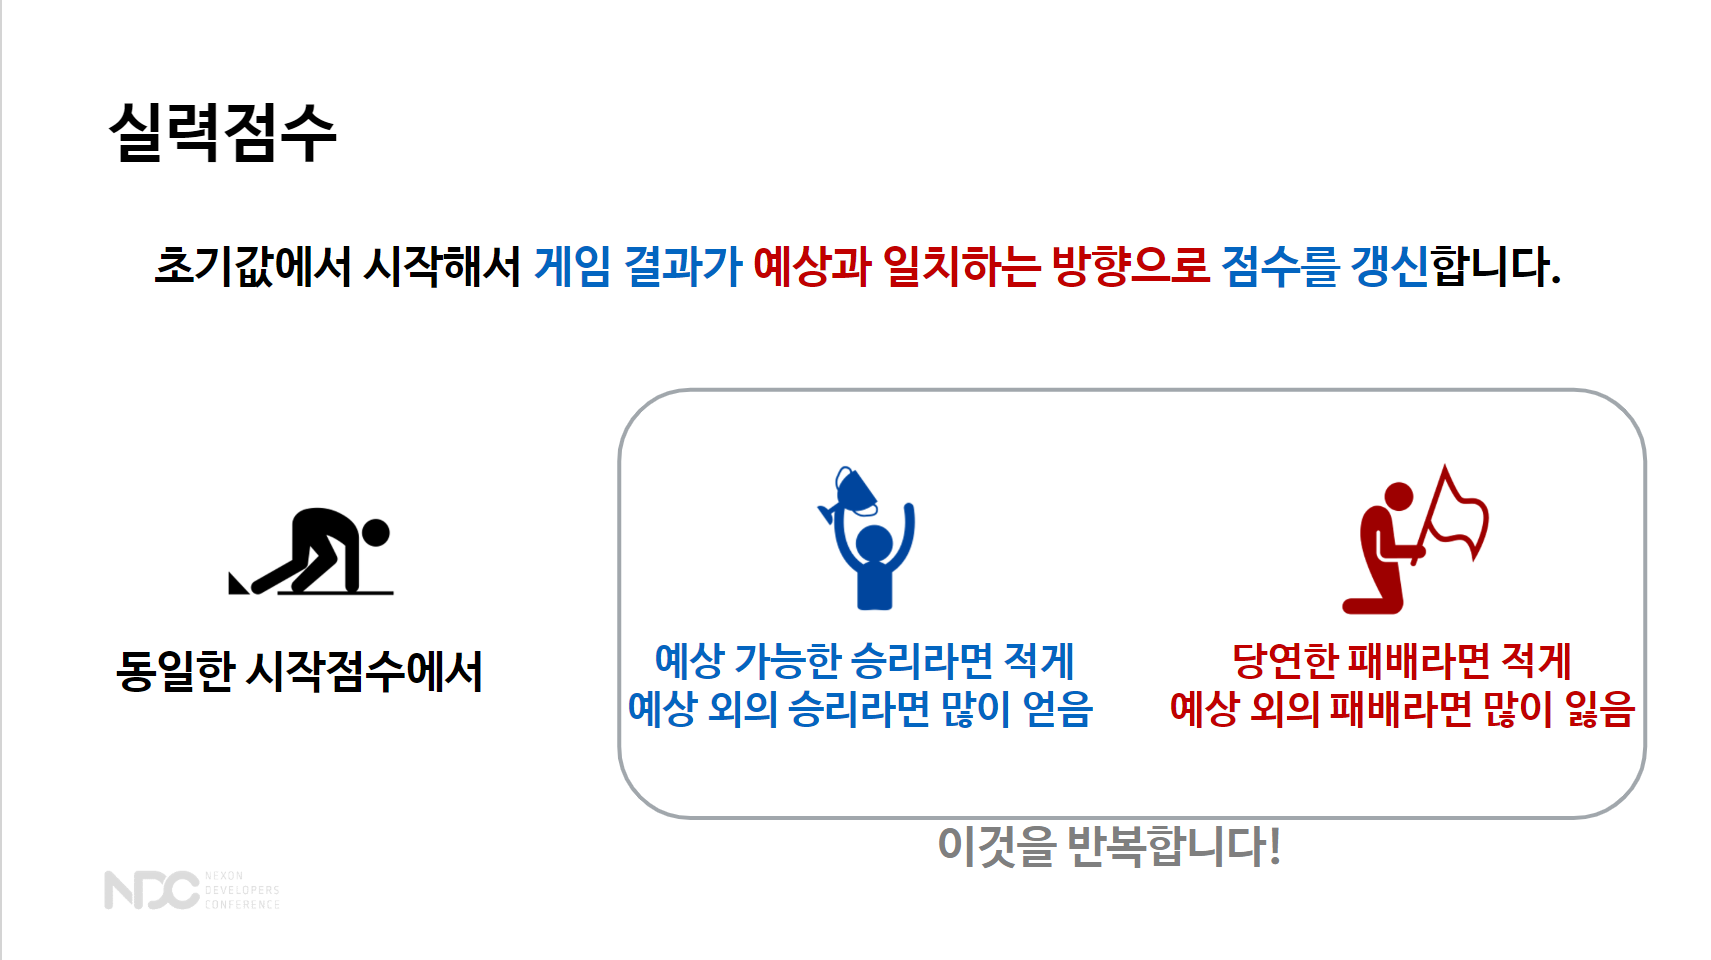 실력점수
초기값에서 시작해서 게임 결과가 예상과 일치하는 방향으로 점수를 갱신합니다.
동일한 시작점수에서
예상 가능한 승리라면 적게
예상 외의 승리라면 많이 얻음
당연한 패배라면 적게
예상 외의 패배라면 많이 잃음
이것을 반복합니다!
NDC
NEXON
DEVELOPERS
CONFERENCE